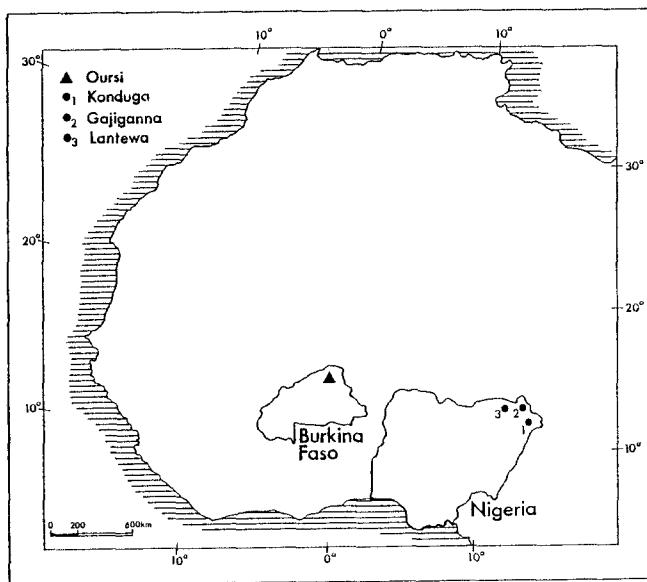 10° 0° 10°
30°
▲ Oursi
●1 Konduga
●2 Gajiganna
●3 Lantewa
30°
20°
20°
10°
3 2
1
Burkina
Faso
10°
Nigeria
0 200 600km
10° 0° 10°